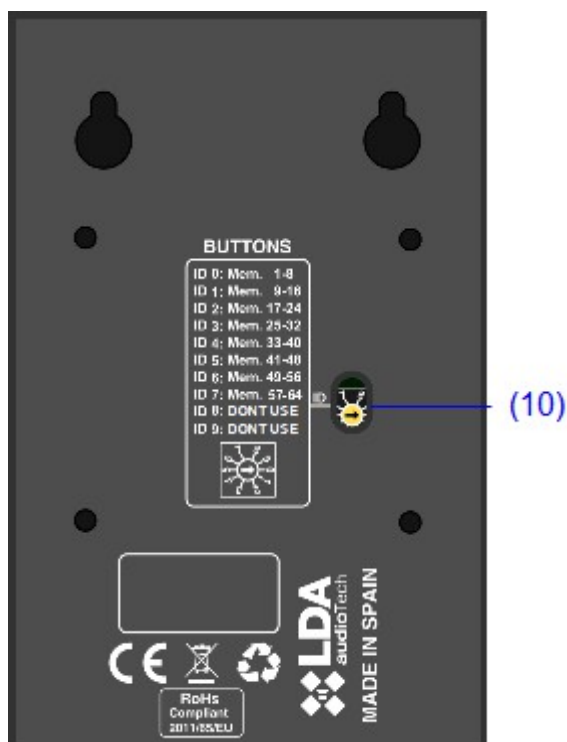 BUTTONS
ID 0: Mem. 1-8
ID 1: Mem. 9-16
ID 2: Mem. 17-24
ID 3: Mem. 25-32
ID 4: Mem. 33-40
ID 5: Mem. 41-48
ID 6: Mem. 49-56
ID 7: Mem. 57-64
ID 8: DONT USE
ID 9: DONT USE
ID
(10)
CE
RoHs
Compliant
2011/65/EU
LDA
audioTech
MADE IN SPAIN